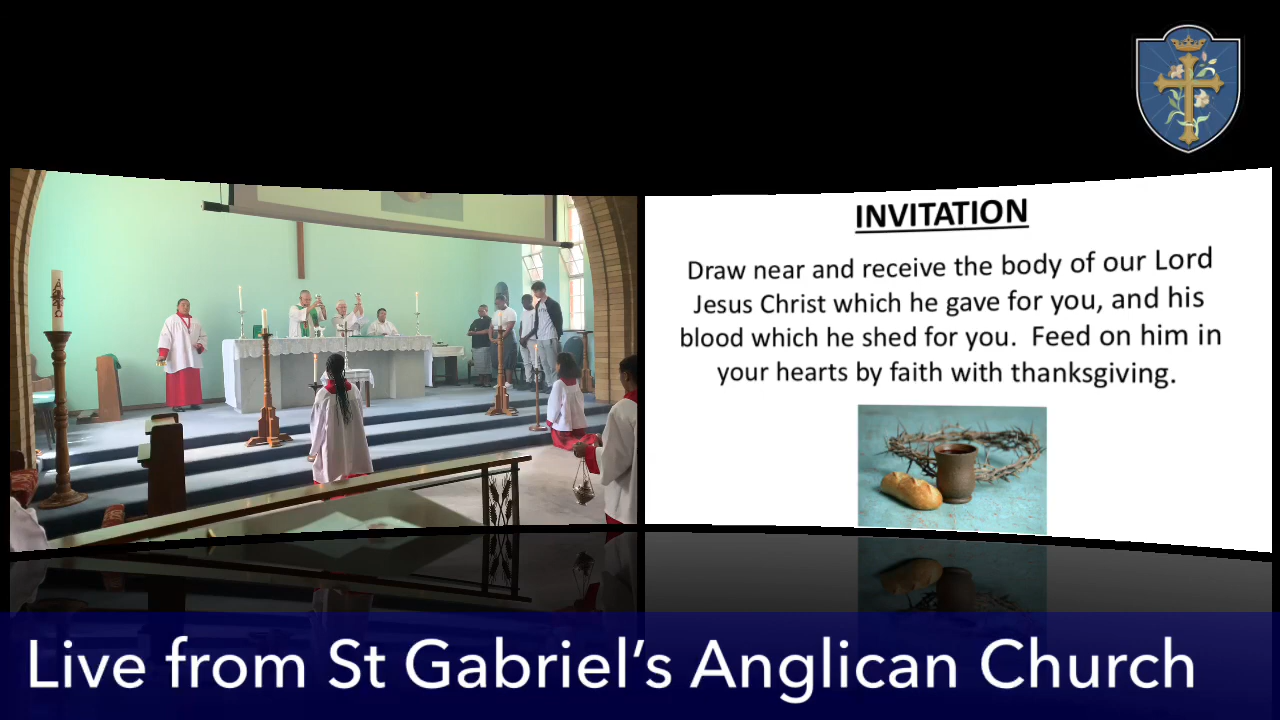 INVITATION
Draw near and receive the body of our Lord
Jesus Christ which he gave for you, and his
blood which he shed for you.  Feed on him in
your hearts by faith with thanksgiving.
Live from St Gabriel’s Anglican Church